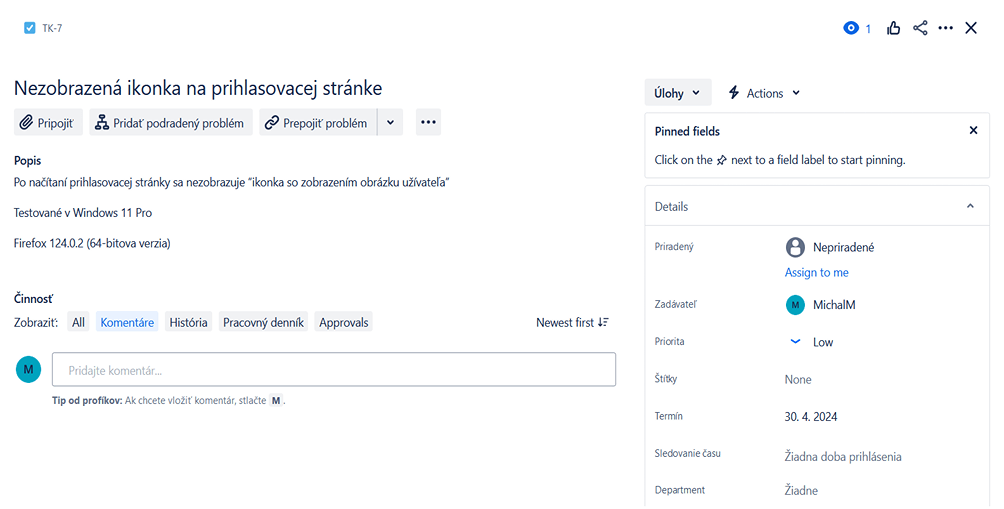 TK-7
1
Nezobrazená ikonka na prihlasovacej stránke
Pripojiť
Pridať podradený problém
Prepojiť problém
Popis
Po načítaní prihlasovacej stránky sa nezobrazuje “ikonka so zobrazením obrázku užívateľa”
Testované v Windows 11 Pro
Firefox 124.0.2 (64-bitova verzia)
Činnosť
Zobraziť: All Komentáre História Pracovný denník Approvals Newest first
M Pridajte komentár...
Tip od profíkov: Ak chcete vložiť komentár, stlačte M .
Úlohy Actions
Pinned fields
Click on the next to a field label to start pinning.
Details
Priradený Nepriradené
Assign to me
Zadávateľ M MichalM
Priorita Low
Štítky None
Termín 30. 4. 2024
Sledovanie času Žiadna doba prihlásenia
Department Žiadne